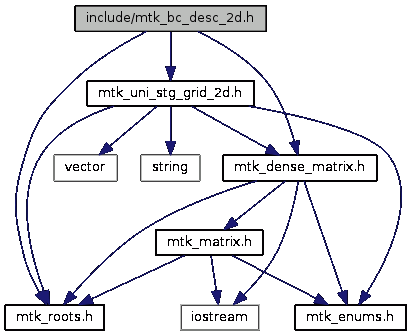 include/mtk_bc_desc_2d.h
mtk_uni_stg_grid_2d.h
vector
string
mtk_dense_matrix.h
mtk_matrix.h
mtk_roots.h
iostream
mtk_enums.h